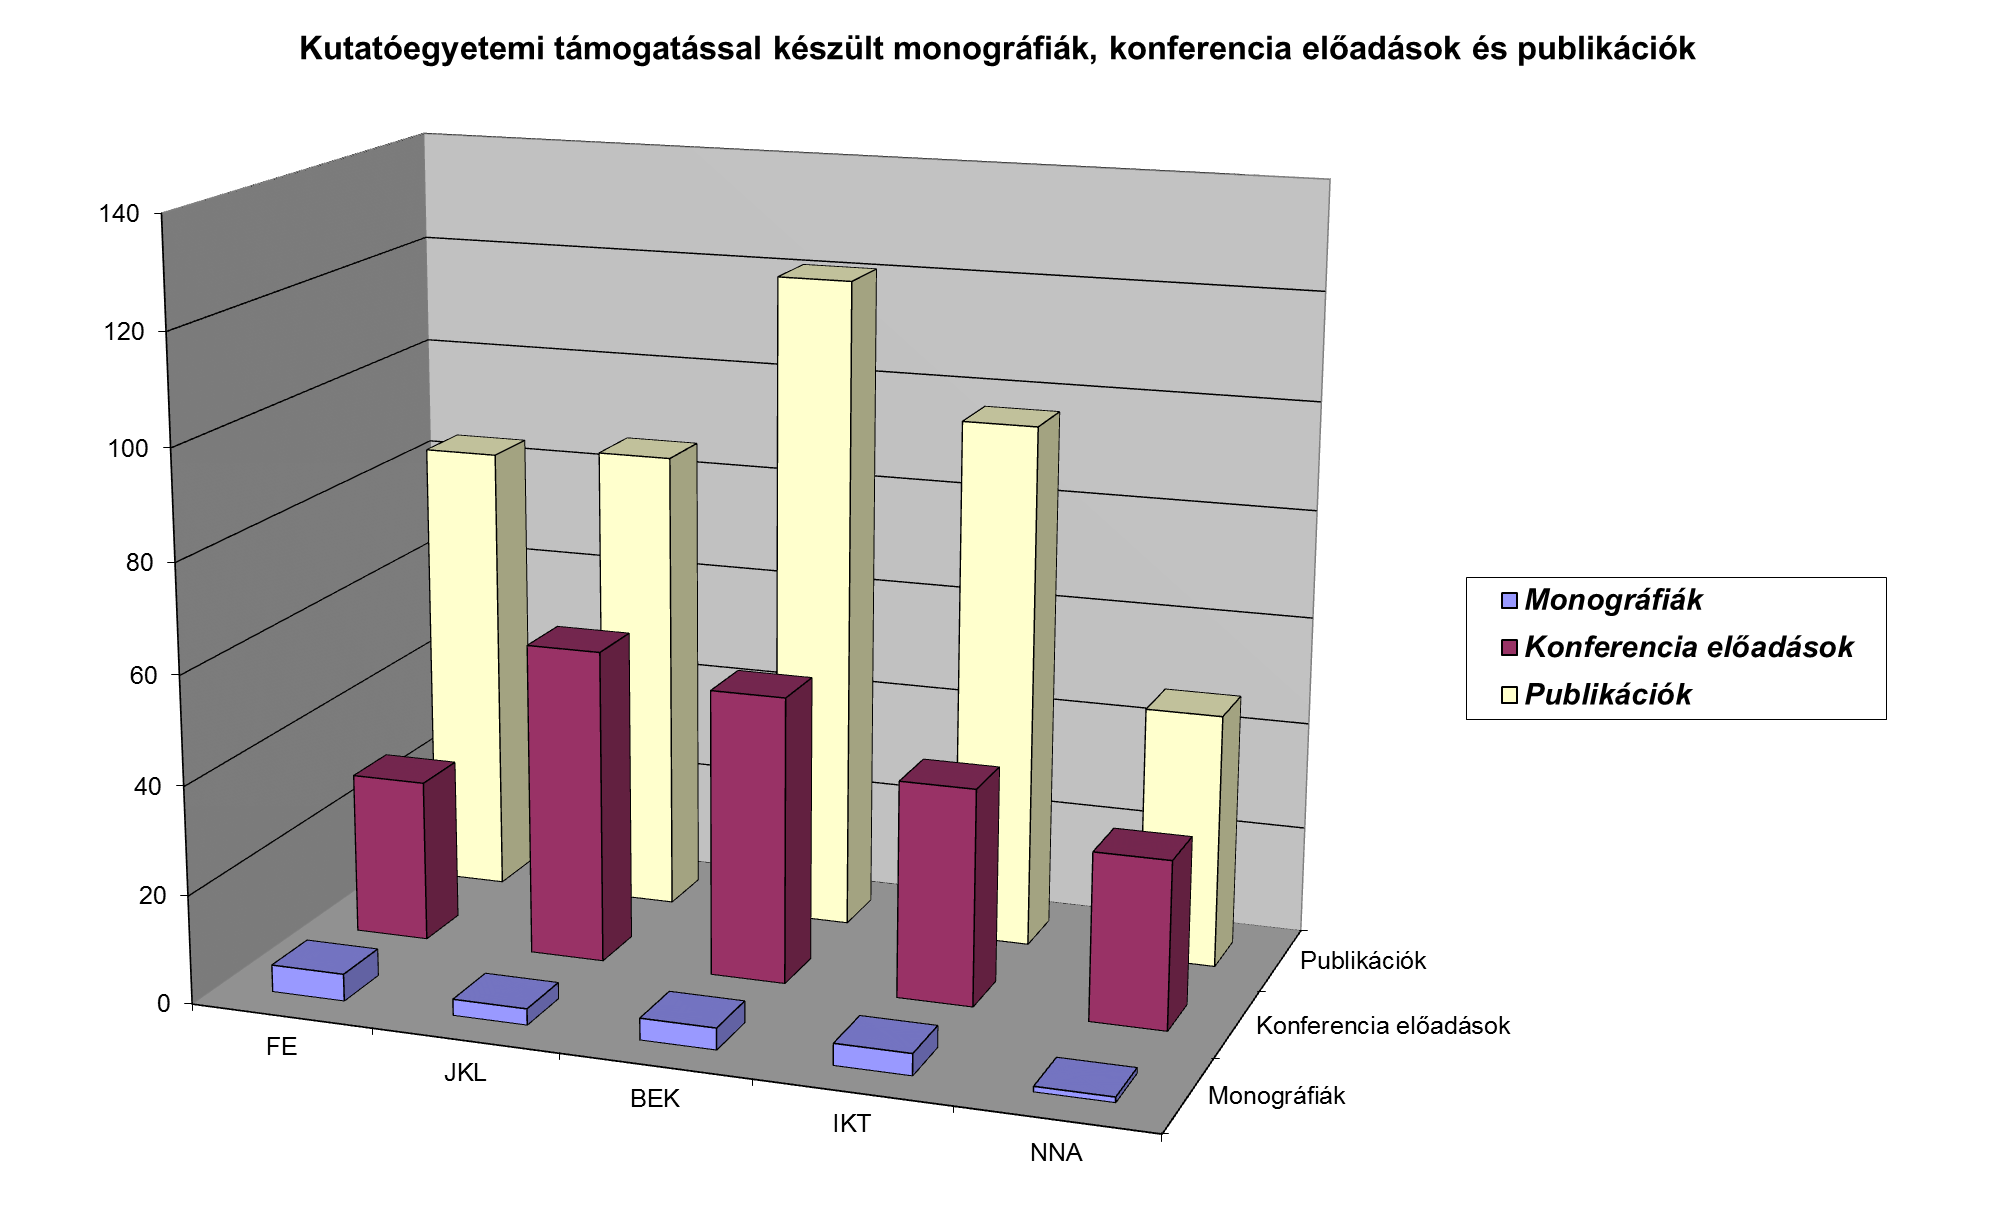 Kutatóegyetemi támogatással készült monográfiák, konferencia előadások és publikációk
140
120
100
80
60
40
20
0
FE
JKL
BEK
IKT
NNA
Publikációk
Konferencia előadások
Monográfiák
Monográfiák
Konferencia előadások
Publikációk